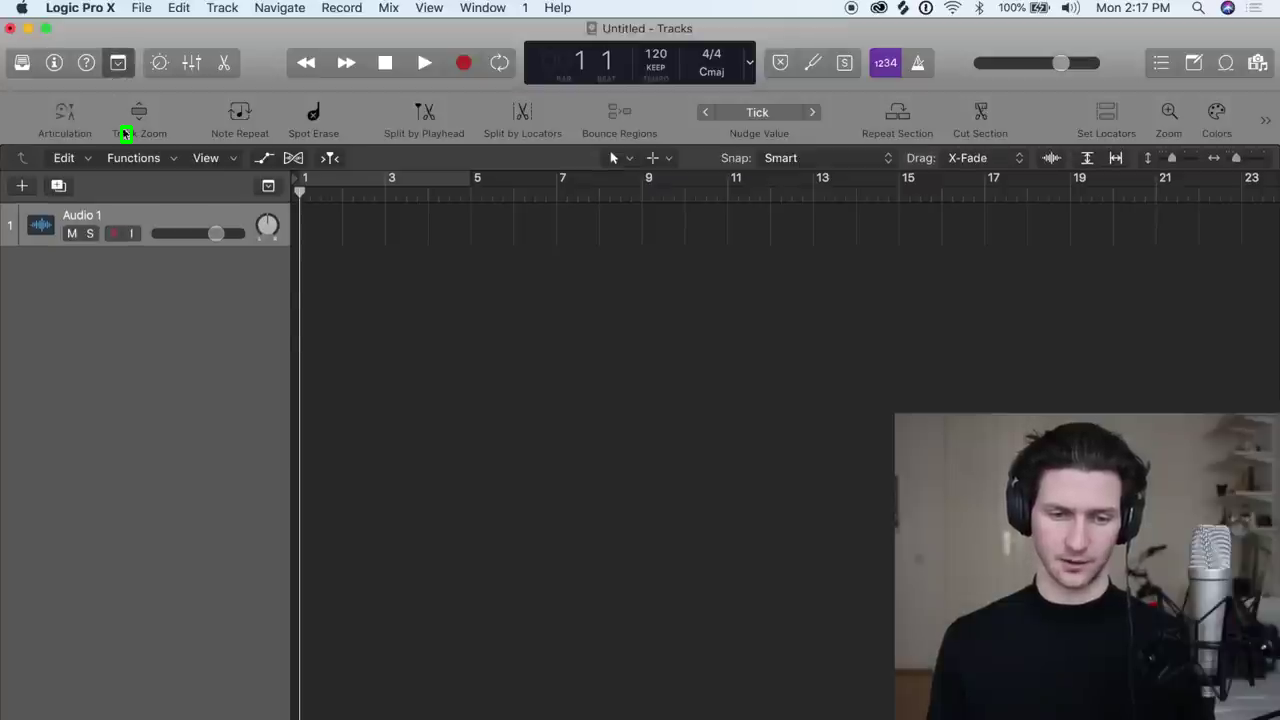 Logic Pro X File Edit Track Navigate Record Mix View Window 1 Help 100% Mon 2:17 PM
Untitled - Tracks
1 1 120 4/4
BAR BEAT KEEP TEMPO Cmaj
1234
S
Tick
Articulation Zoom Note Repeat Spot Erase Split by Playhead Split by Locators Bounce Regions Nudge Value Repeat Section Cut Section Set Locators Zoom Colors
Edit Functions View Snap: Smart Drag: X-Fade
1 3 5 7 9 11 13 15 17 19 21 23
1 Audio 1
M S I